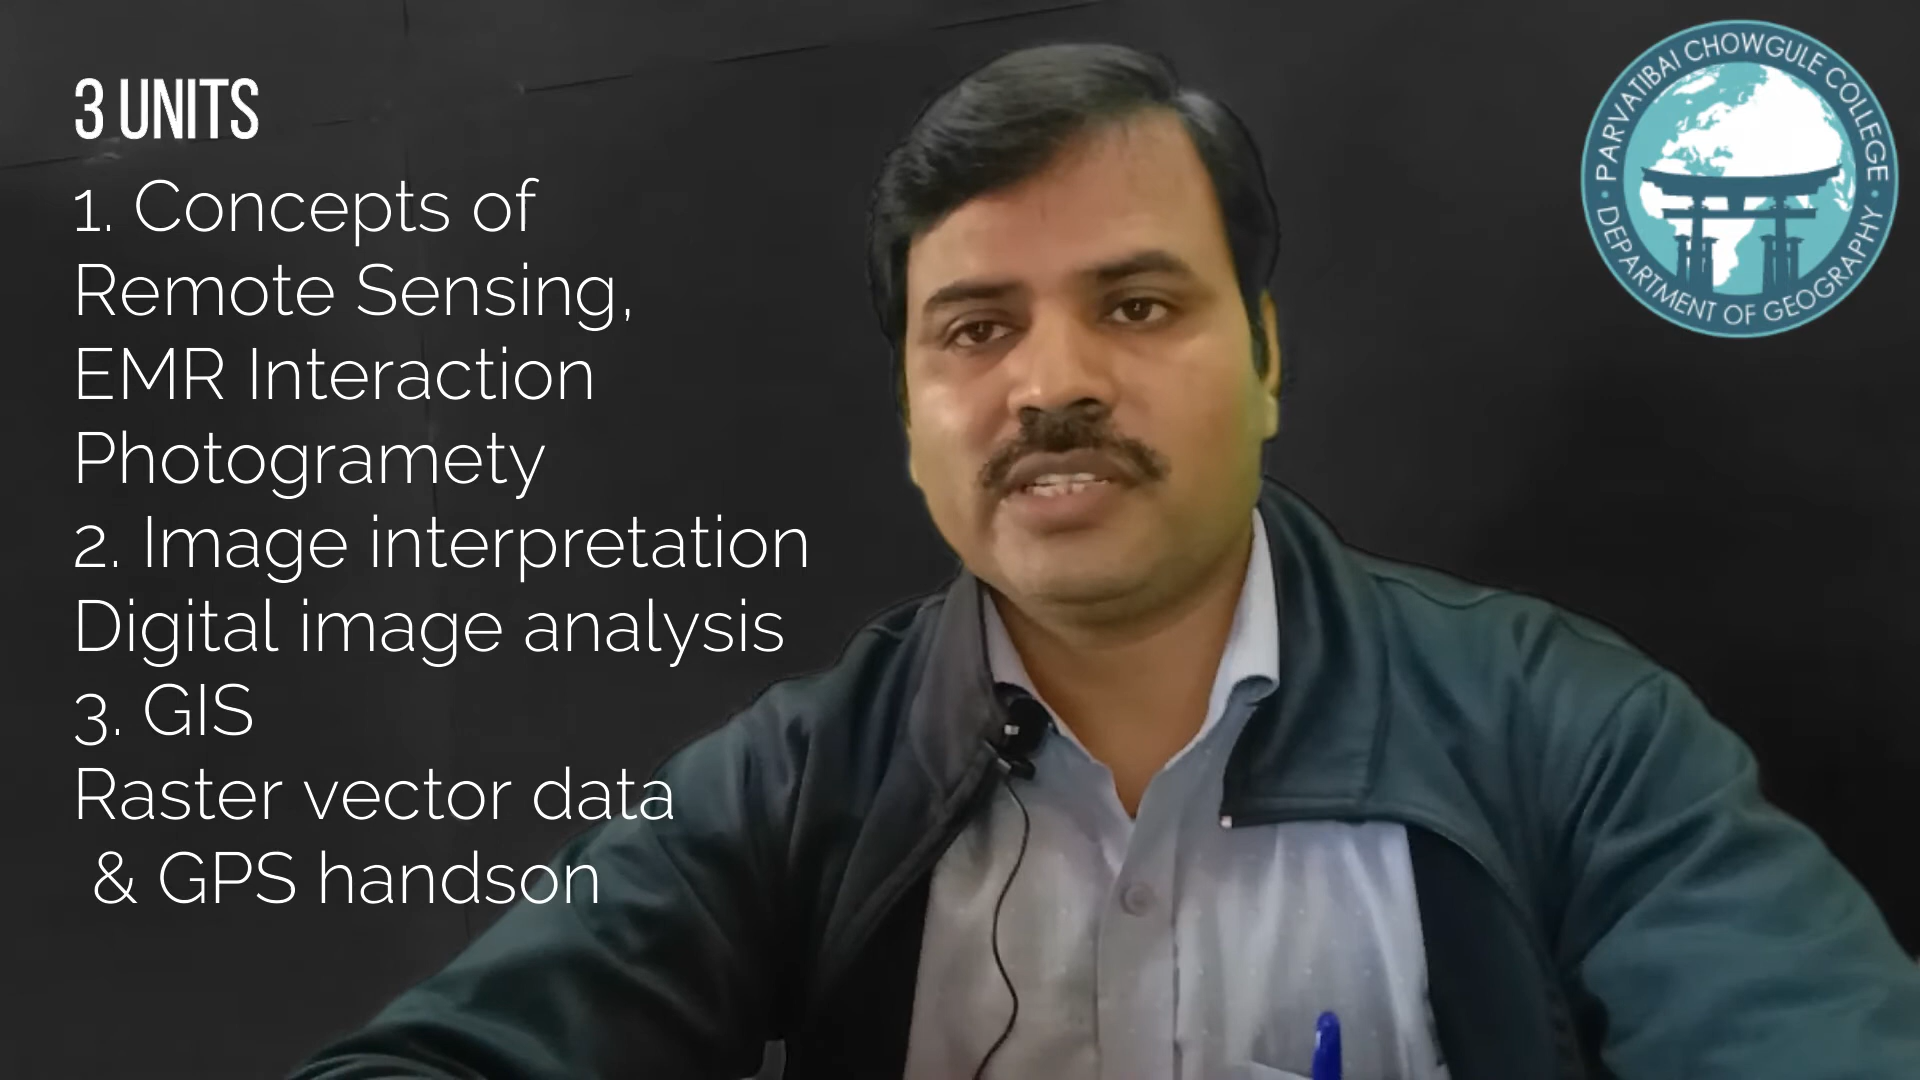 3 UNITS
1. Concepts of
Remote Sensing,
EMR Interaction
Photogramety
2. Image interpretation
Digital image analysis
3. GIS
Raster vector data
& GPS handson
PARVATIBAI CHOWGULE COLLEGE
DEPARTMENT OF GEOGRAPHY